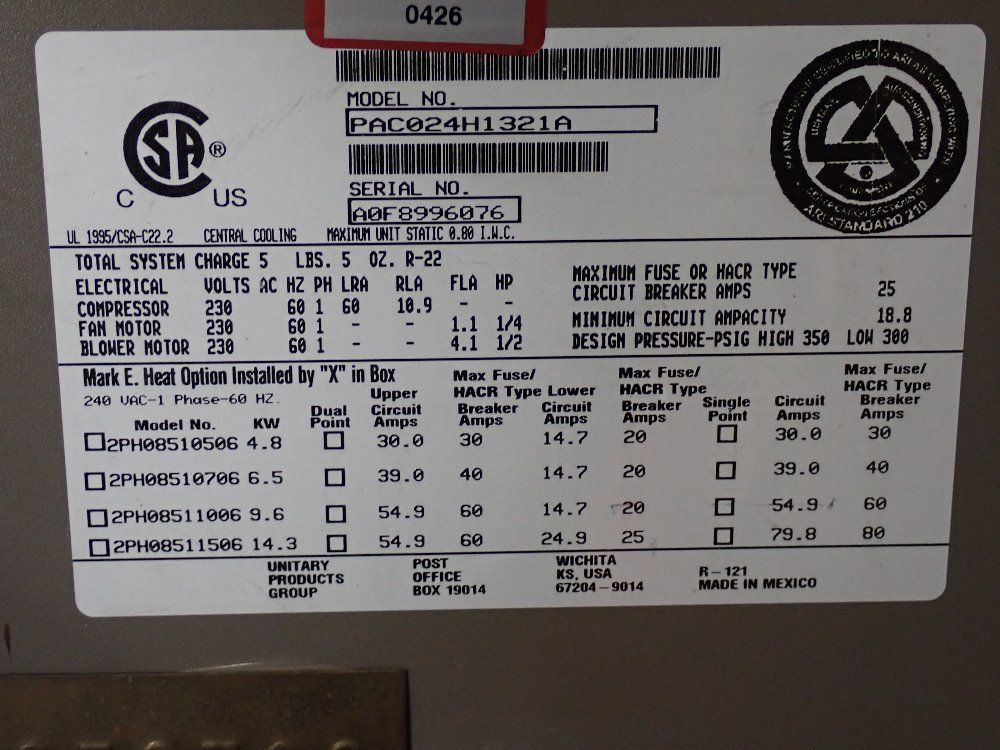 0426
MODEL NO.
PAC024H1321A
SERIAL NO.
A0F8996076
SA ®
C US
UL 1995/CSA-C22.2 CENTRAL COOLING MAXIMUM UNIT STATIC 0.80 I.W.C.
ARI STANDARD 210
TOTAL SYSTEM CHARGE 5 LBS. 5 OZ. R-22
ELECTRICAL VOLTS AC HZ PH LRA RLA FLA HP
COMPRESSOR 230 60 1 60 10.9 - -
FAN MOTOR 230 60 1 - - 1.1 1/4
BLOWER MOTOR 230 60 1 - - 4.1 1/2
MAXIMUM FUSE OR HACR TYPE
CIRCUIT BREAKER AMPS 25
MINIMUM CIRCUIT AMPACITY 18.8
DESIGN PRESSURE-PSIG HIGH 350 LOW 300
Mark E. Heat Option Installed by "X" in Box
240 VAC-1 Phase-60 HZ.
Model No. KW Dual Point Upper Circuit Amps Max Fuse/ HACR Type Breaker Amps Lower Circuit Amps Max Fuse/ HACR Type Breaker Amps Single Point Circuit Amps Max Fuse/ HACR Type Breaker Amps
2PH08510506 4.8 30.0 30 14.7 20 30.0 30
2PH08510706 6.5 39.0 40 14.7 20 39.0 40
2PH08511006 9.6 54.9 60 14.7 20 54.9 60
2PH08511506 14.3 54.9 60 24.9 25 79.8 80
UNITARY
PRODUCTS
GROUP
POST
OFFICE
BOX 19014
WICHITA
KS, USA
67204-9014
R-121
MADE IN MEXICO